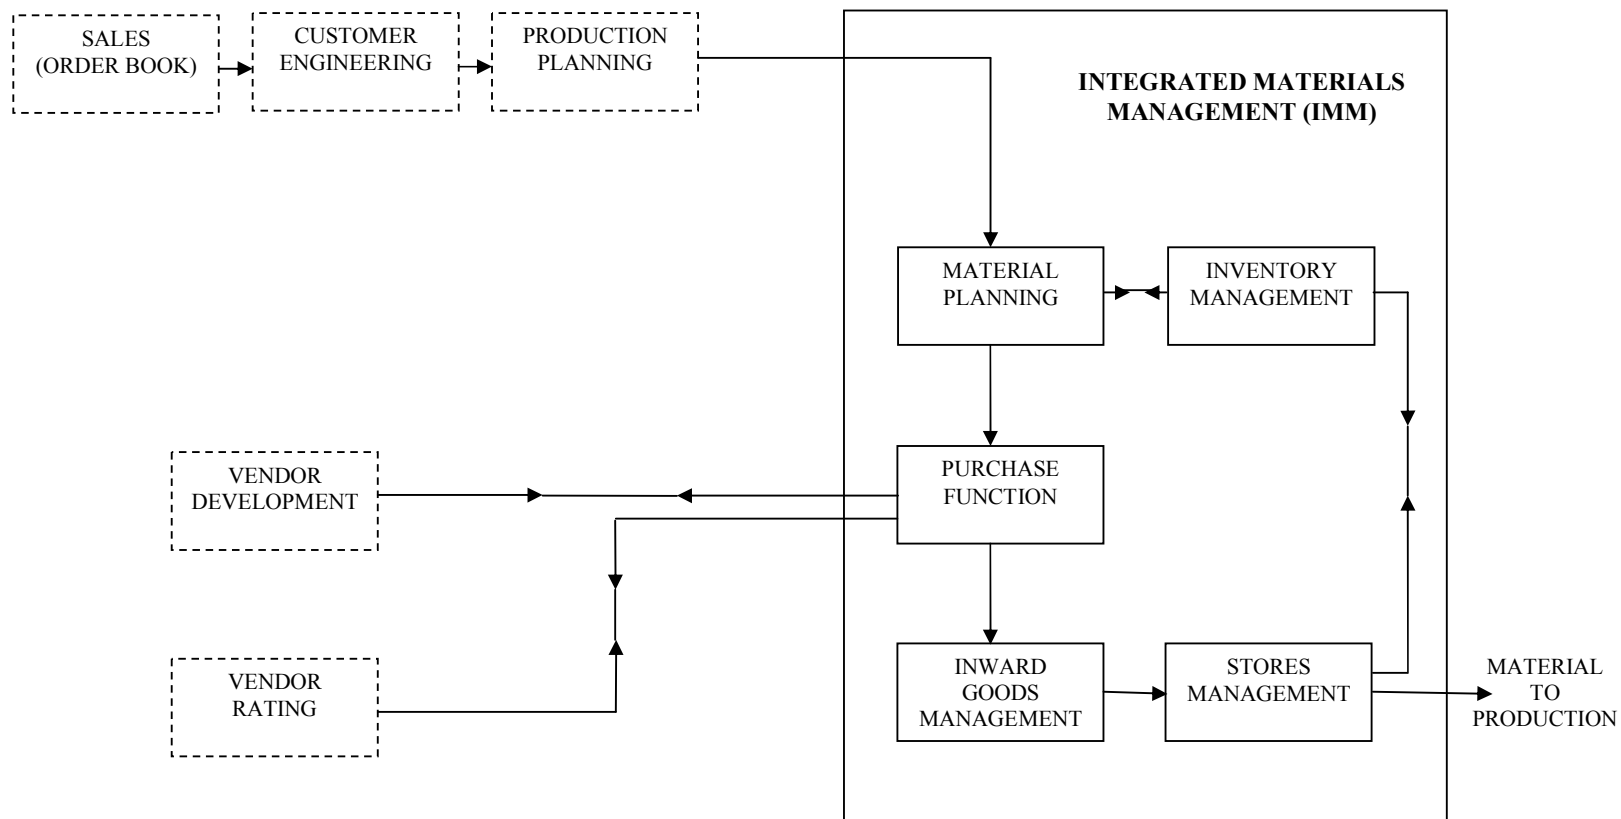 SALES
(ORDER BOOK)
CUSTOMER
ENGINEERING
PRODUCTION
PLANNING
INTEGRATED MATERIALS
MANAGEMENT (IMM)
MATERIAL
PLANNING
INVENTORY
MANAGEMENT
VENDOR
DEVELOPMENT
PURCHASE
FUNCTION
VENDOR
RATING
INWARD
GOODS
MANAGEMENT
STORES
MANAGEMENT
MATERIAL
TO
PRODUCTION